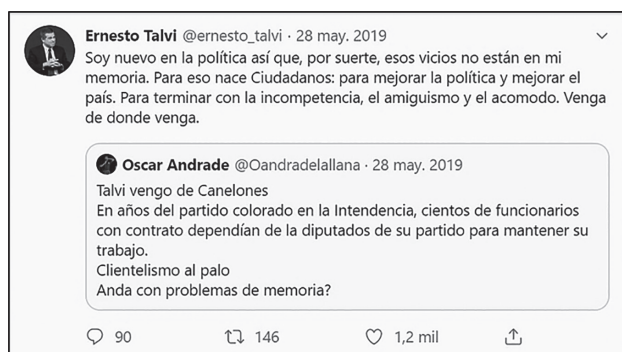 Ernesto Talvi @ernesto_talvi · 28 may. 2019
Soy nuevo en la política así que, por suerte, esos vicios no están en mi
memoria. Para eso nace Ciudadanos: para mejorar la política y mejorar el
país. Para terminar con la incompetencia, el amiguismo y el acomodo. Venga
de donde venga.
Oscar Andrade @Oandradelallana · 28 may. 2019
Talvi vengo de Canelones
En años del partido colorado en la Intendencia, cientos de funcionarios
con contrato dependían de la diputados de su partido para mantener su
trabajo.
Clientelismo al palo
Anda con problemas de memoria?
90 146 1,2 mil